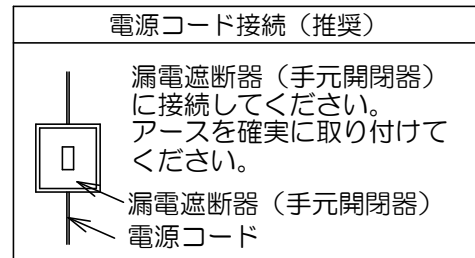 電源コード接続（推奨）
漏電遮断器（手元開閉器）
に接続してください。
アースを確実に取り付けて
ください。
漏電遮断器（手元開閉器）
電源コード